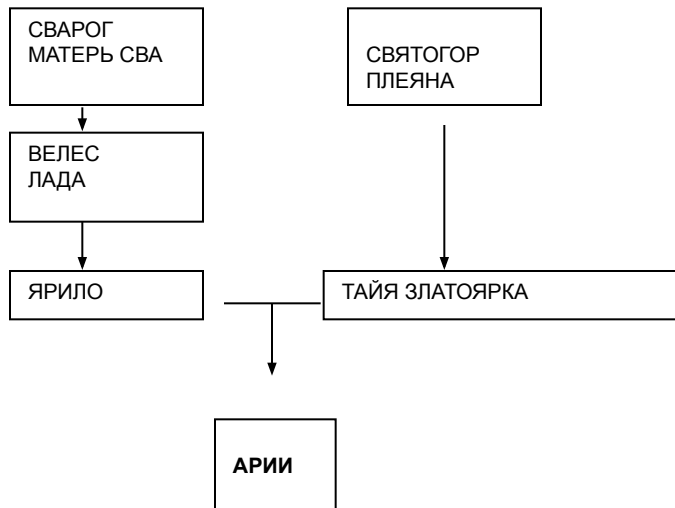 СВАРОГ
МАТЕРЬ СВА
СВЯТОГОР
ПЛЕЯНА
ВЕЛЕС
ЛАДА
ЯРИЛО
ТАЙЯ ЗЛАТОЯРКА
АРИИ